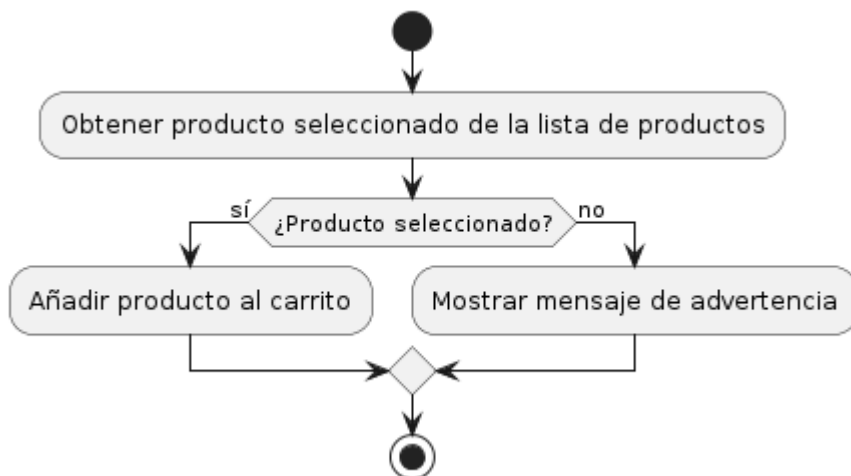 Obtener producto seleccionado de la lista de productos
sí
¿Producto seleccionado?
no
Añadir producto al carrito
Mostrar mensaje de advertencia